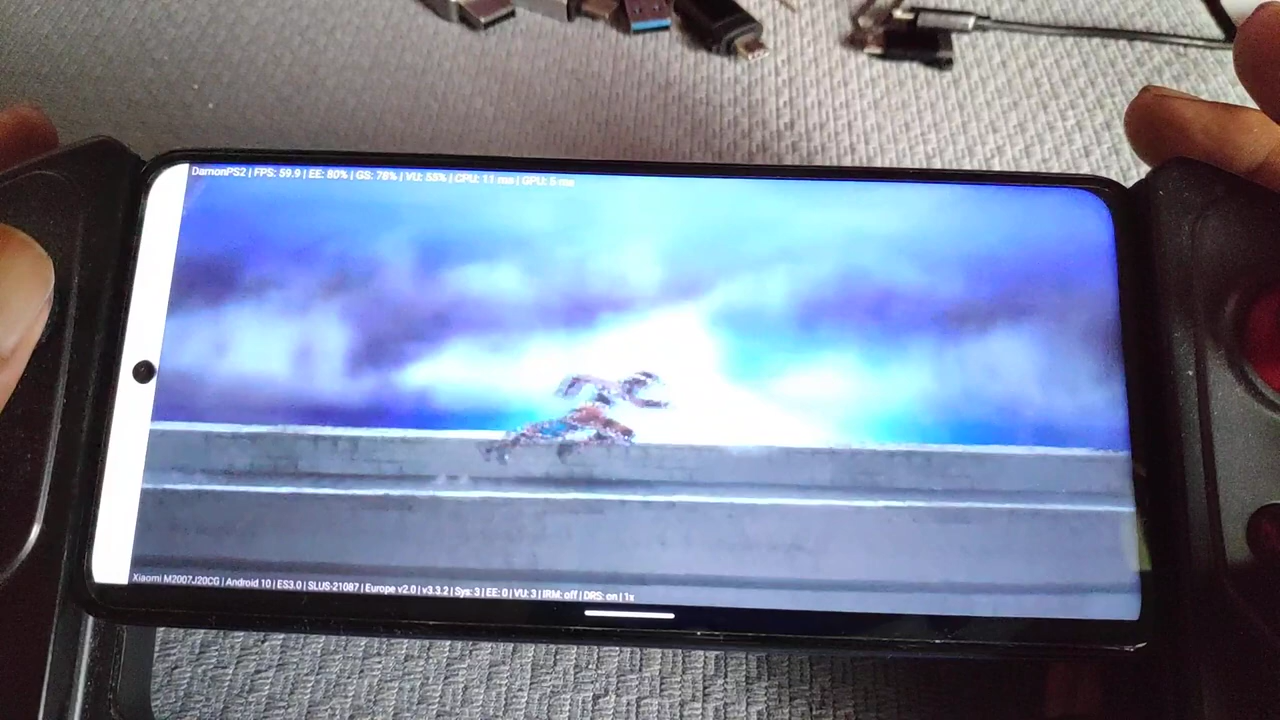 DamonPS2 | FPS: 59.9 | EE: 80% | GS: 78% | VU: 55% | CPU: 11 ms | GPU: 5 ms
Xiaomi M2007J20CG | Android 10 | ES3.0 | SLUS-21087 | Europe v2.0 | v3.3.2 | Sys: 3 | EE: 0 | VU: 3 | IRM: off | DRS: on | 1x